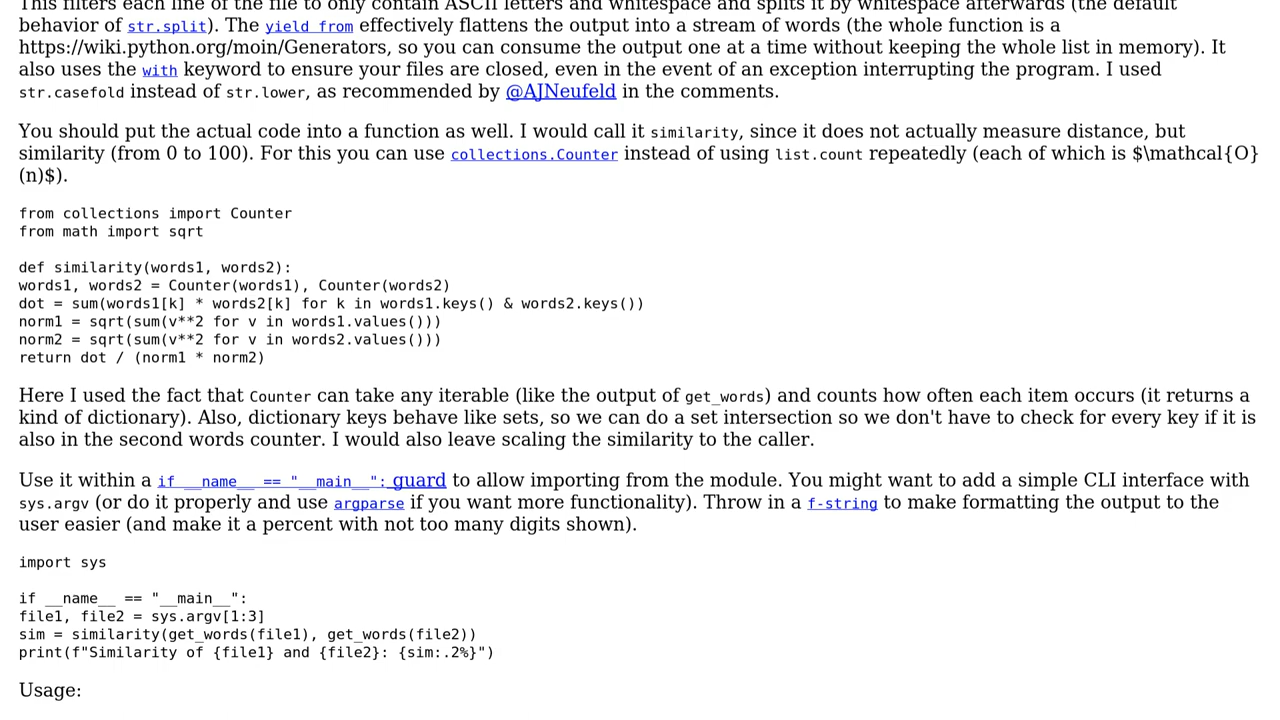 This filters each line of the file to only contain ASCII letters and whitespace and splits it by whitespace afterwards (the default
behavior of str.split). The yield from effectively flattens the output into a stream of words (the whole function is a
https://wiki.python.org/moin/Generators, so you can consume the output one at a time without keeping the whole list in memory). It
also uses the with keyword to ensure your files are closed, even in the event of an exception interrupting the program. I used
str.casefold instead of str.lower, as recommended by @AJNeufeld in the comments.
You should put the actual code into a function as well. I would call it similarity, since it does not actually measure distance, but
similarity (from 0 to 100). For this you can use collections.Counter instead of using list.count repeatedly (each of which is $\mathcal{O}
(n)$).
from collections import Counter
from math import sqrt
def similarity(words1, words2):
words1, words2 = Counter(words1), Counter(words2)
dot = sum(words1[k] * words2[k] for k in words1.keys() & words2.keys())
norm1 = sqrt(sum(v**2 for v in words1.values()))
norm2 = sqrt(sum(v**2 for v in words2.values()))
return dot / (norm1 * norm2)
Here I used the fact that Counter can take any iterable (like the output of get_words) and counts how often each item occurs (it returns a
kind of dictionary). Also, dictionary keys behave like sets, so we can do a set intersection so we don't have to check for every key if it is
also in the second words counter. I would also leave scaling the similarity to the caller.
Use it within a if __name__ == "__main__": guard to allow importing from the module. You might want to add a simple CLI interface with
sys.argv (or do it properly and use argparse if you want more functionality). Throw in a f-string to make formatting the output to the
user easier (and make it a percent with not too many digits shown).
import sys
if __name__ == "__main__":
file1, file2 = sys.argv[1:3]
sim = similarity(get_words(file1), get_words(file2))
print(f"Similarity of {file1} and {file2}: {sim:.2%}")
Usage: